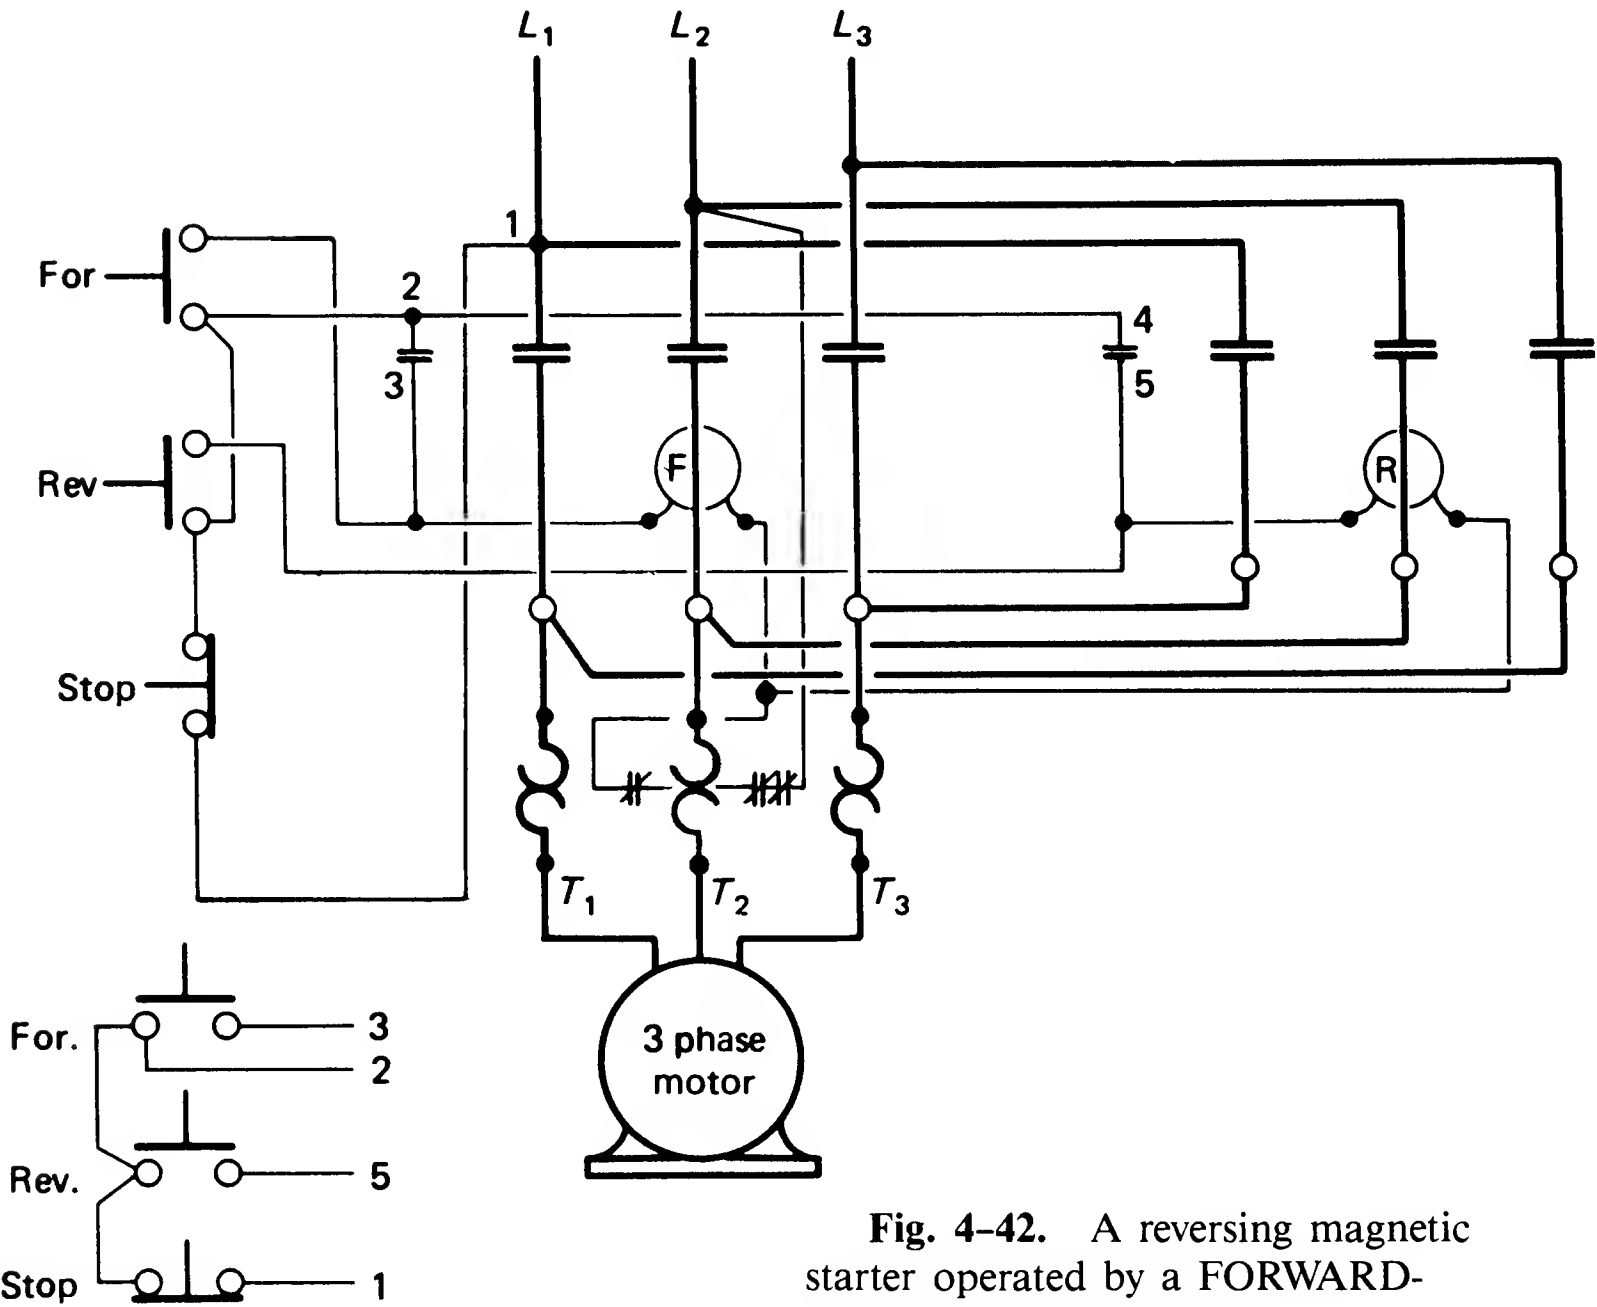 L1 L2 L3
1
For
2
4
3
5
F
R
Rev
Stop
T1 T2 T3
3 phase
motor
For. 3
2
Rev. 5
Stop 1
Fig. 4-42. A reversing magnetic
starter operated by a FORWARD-